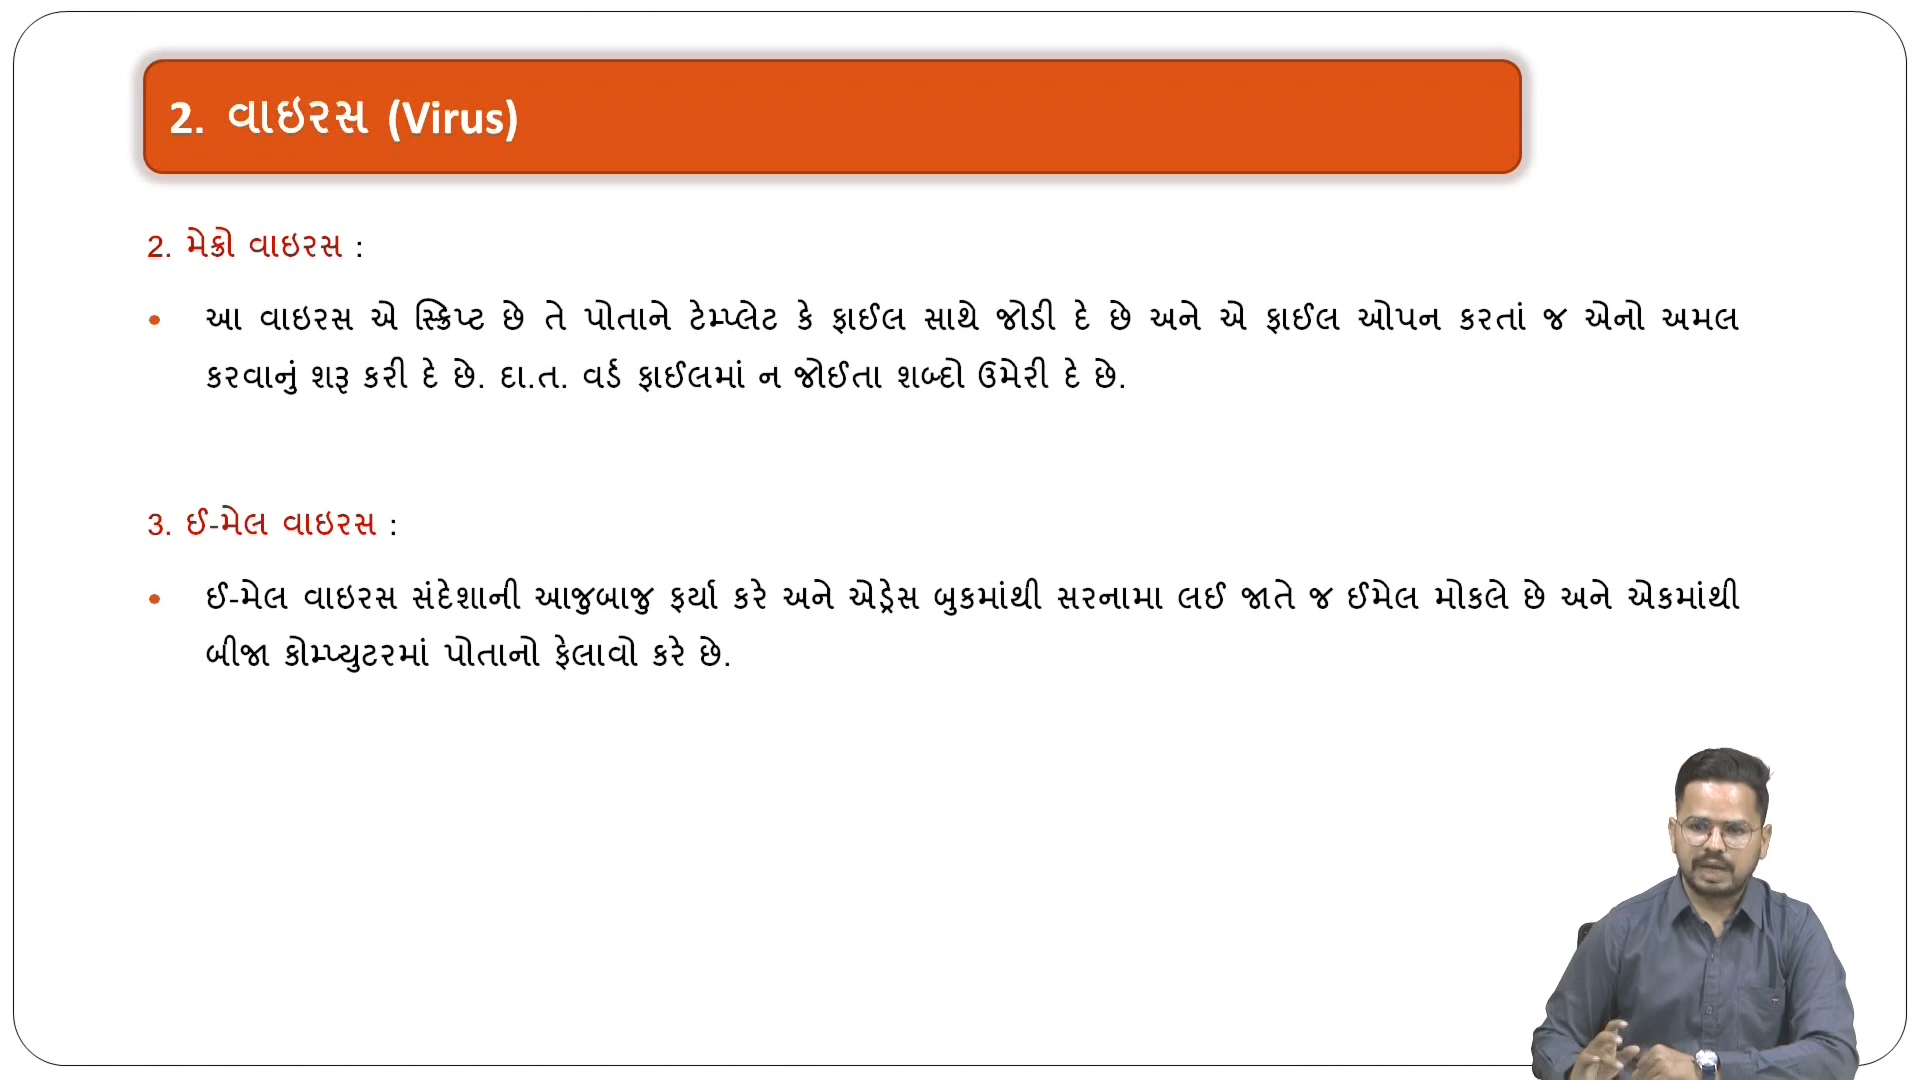 2. વાઇરસ (Virus)
2. મેક્રો વાઇરસ :
• આ વાઇરસ એ સ્ક્રિપ્ટ છે તે પોતાને ટેમ્પ્લેટ કે ફાઈલ સાથે જોડી દે છે અને એ ફાઈલ ઓપન કરતાં જ એનો અમલ
કરવાનું શરૂ કરી દે છે. દા.ત. વર્ડ ફાઈલમાં ન જોઈતા શબ્દો ઉમેરી દે છે.
3. ઈ-મેલ વાઇરસ :
• ઈ-મેલ વાઇરસ સંદેશાની આજુબાજુ ફર્યા કરે અને એડ્રેસ બુકમાંથી સરનામા લઈ જાતે જ ઈમેલ મોકલે છે અને એકમાંથી
બીજા કોમ્પ્યુટરમાં પોતાનો ફેલાવો કરે છે.